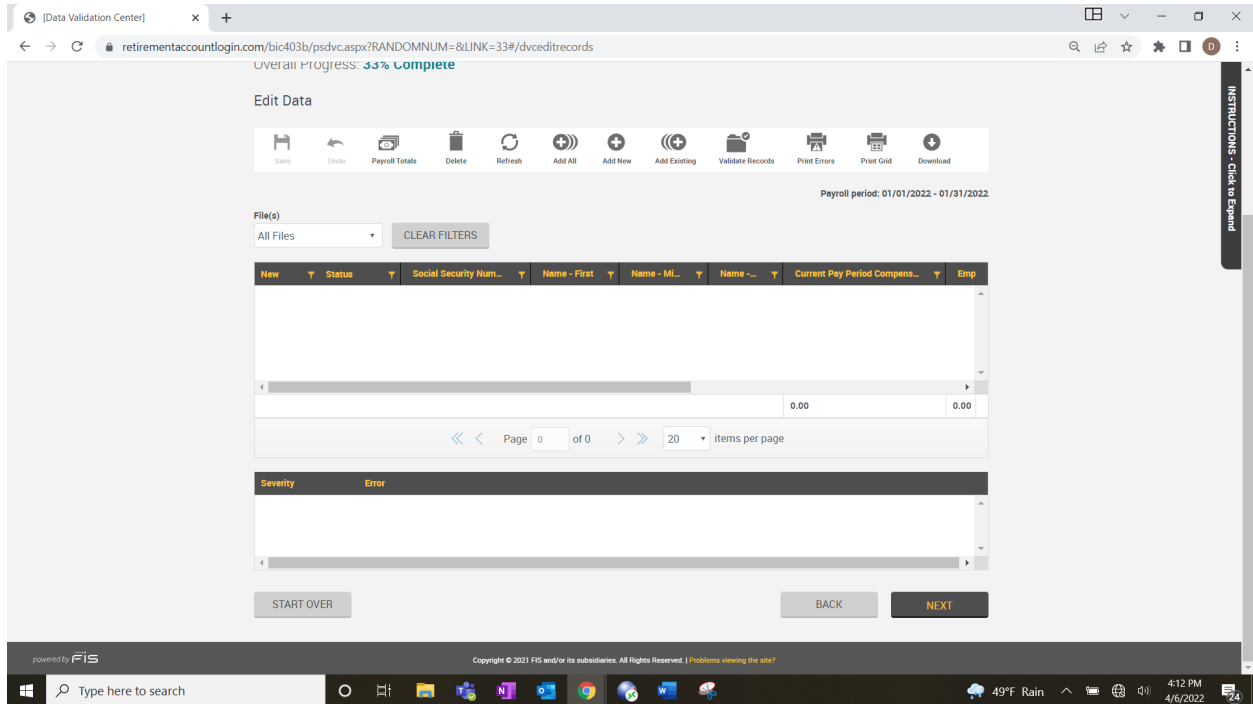 [Data Validation Center]
retirementaccountlogin.com/bic403b/psdvc.aspx?RANDOMNUM=&LINK=33#/dvceditrecords
D
Overall Progress: 33% Complete
INSTRUCTIONS - Click to Expand
Edit Data
Save Undo Payroll Totals Delete Refresh Add All Add New Add Existing Validate Records Print Errors Print Grid Download
Payroll period: 01/01/2022 - 01/31/2022
File(s)
All Files CLEAR FILTERS
New Status Social Security Num... Name - First Name - Mi... Name -... Current Pay Period Compens... Emp
0.00 0.00
Page 0 of 0 20 items per page
Severity Error
START OVER BACK NEXT
powered by FIS
Copyright © 2021 FIS and/or its subsidiaries. All Rights Reserved. | Problems viewing the site?
Type here to search
49°F Rain
4:12 PM
4/6/2022
24